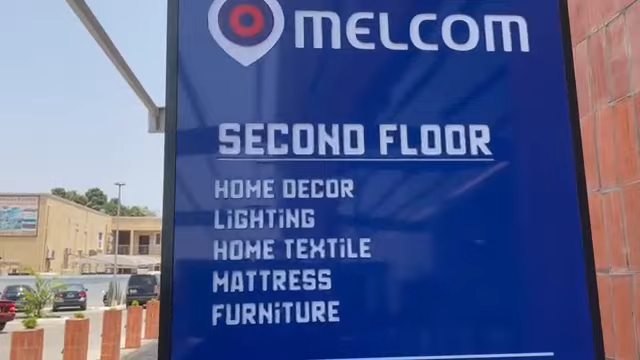 MELCOM
SECOND FLOOR
HOME DECOR
LiGHTiNG
HOME TEXTiLE
MATTRESS
FURNiTURE